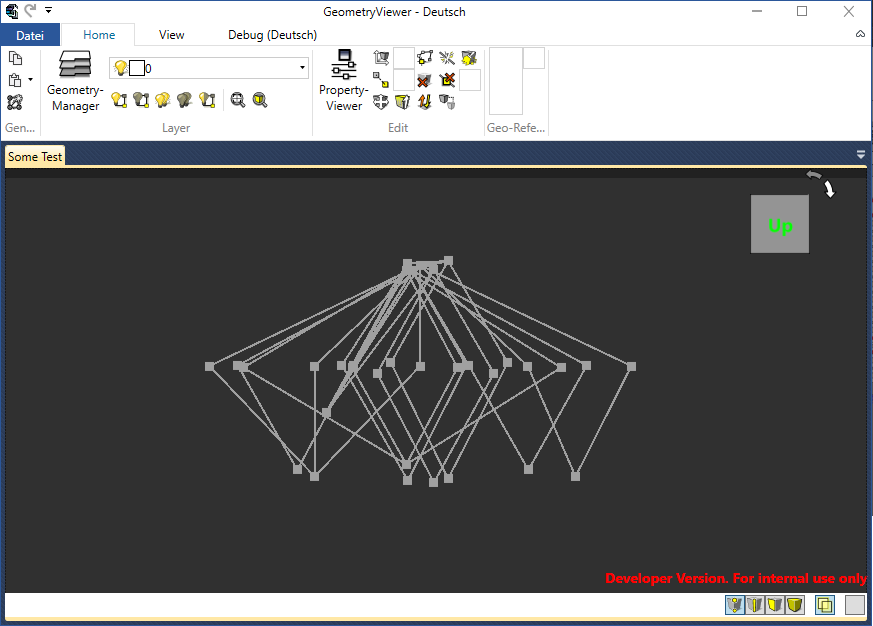 GeometryViewer - Deutsch
Datei Home View Debug (Deutsch)
0
Geometry-
Manager
Property-
Viewer
Gen... Layer Edit Geo-Refe...
Some Test
Up
Developer Version. For internal use only